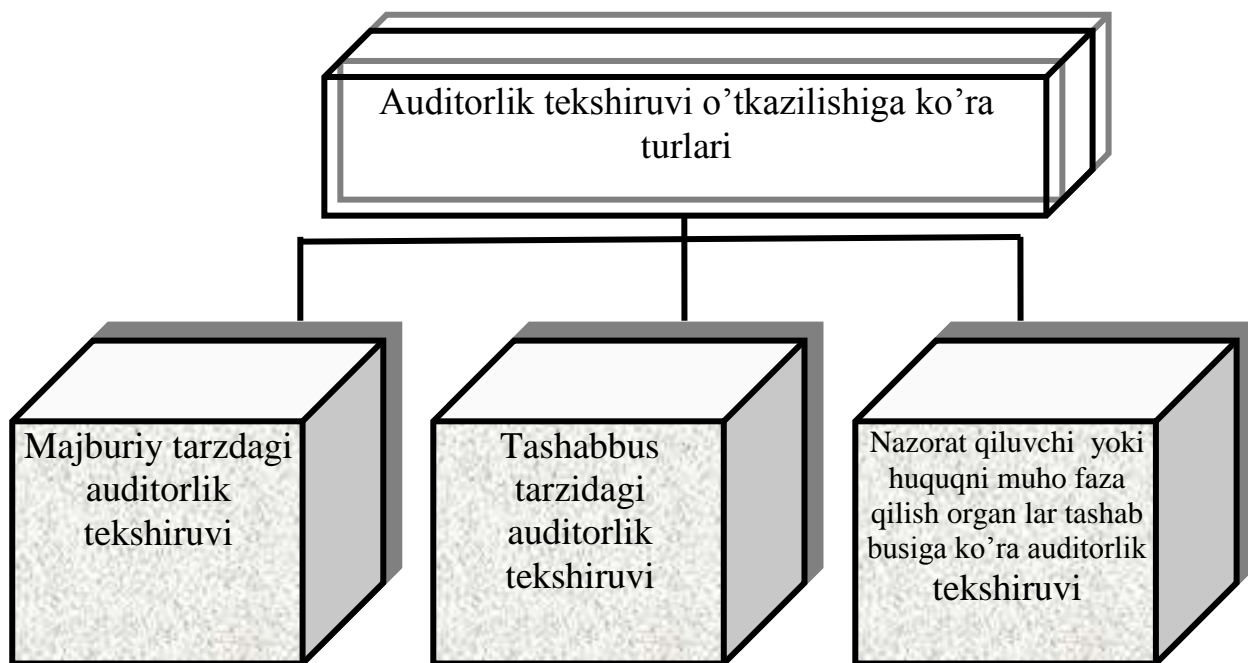 Auditorlik tekshiruvi o’tkazilishiga ko’ra
turlari
Majburiy tarzdagi
auditorlik
tekshiruvi
Tashabbus
tarzidagi
auditorlik
tekshiruvi
Nazorat qiluvchi yoki
huquqni muho faza
qilish organ lar tashab
busiga ko’ra auditorlik
tekshiruvi